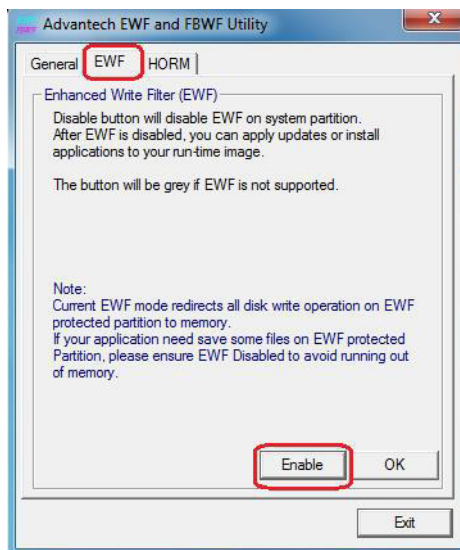 Advantech EWF and FBWF Utility
General EWF HORM
Enhanced Write Filter (EWF)
Disable button will disable EWF on system partition.
After EWF is disabled, you can apply updates or install
applications to your run-time image.
The button will be grey if EWF is not supported.
Note:
Current EWF mode redirects all disk write operation on EWF
protected partition to memory.
If your application need save some files on EWF protected
Partition, please ensure EWF Disabled to avoid running out
of memory.
Enable OK
Exit